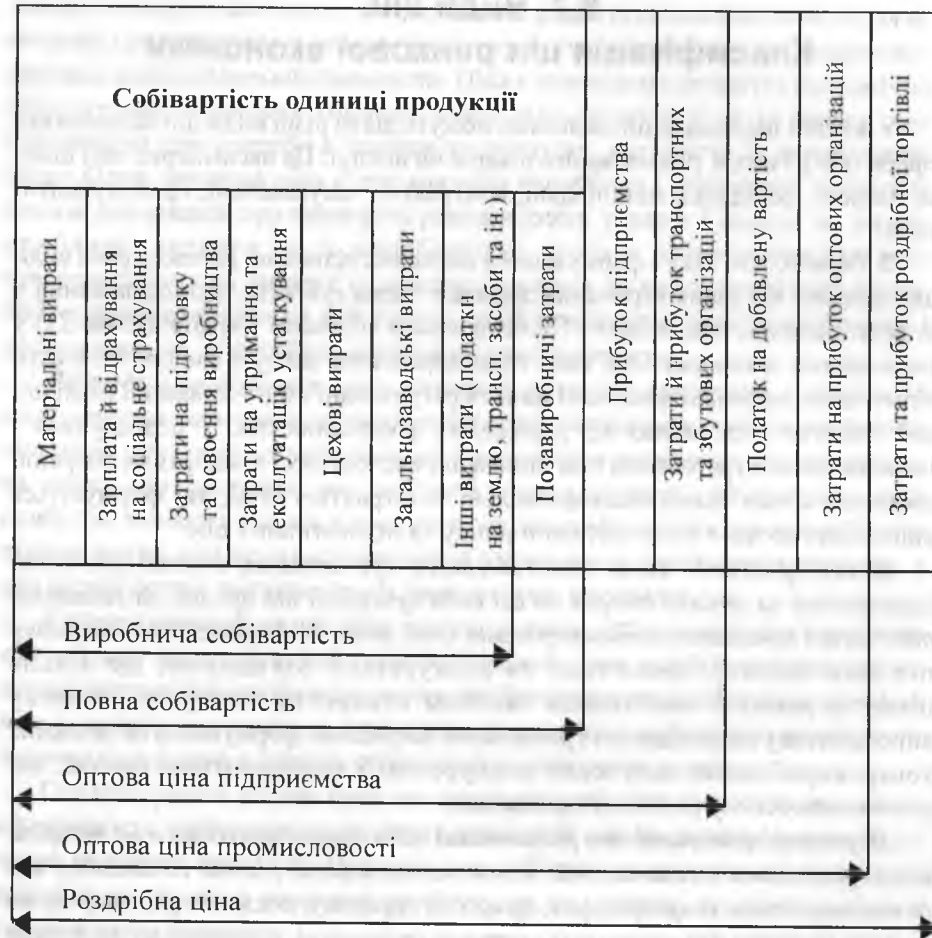 Собівартість одиниці продукції
Матеріальні витрати
Зарплата й відрахування
на соціальне страхування
Затрати на підготовку
та освоєння виробництва
Затрати на утримання та
експлуатацію устаткування
Цехові витрати
Загальнозаводські витрати
Інші витрати (податки
на землю, трансп. засоби та ін.)
Позавиробничі затрати
Прибуток підприємства
Затрати й прибуток транспортних
та збутових організацій
Податок на добавлену вартість
Затрати на прибуток оптових організацій
Затрати та прибуток роздрібної торгівлі
Виробнича собівартість
Повна собівартість
Оптова ціна підприємства
Оптова ціна промисловості
Роздрібна ціна